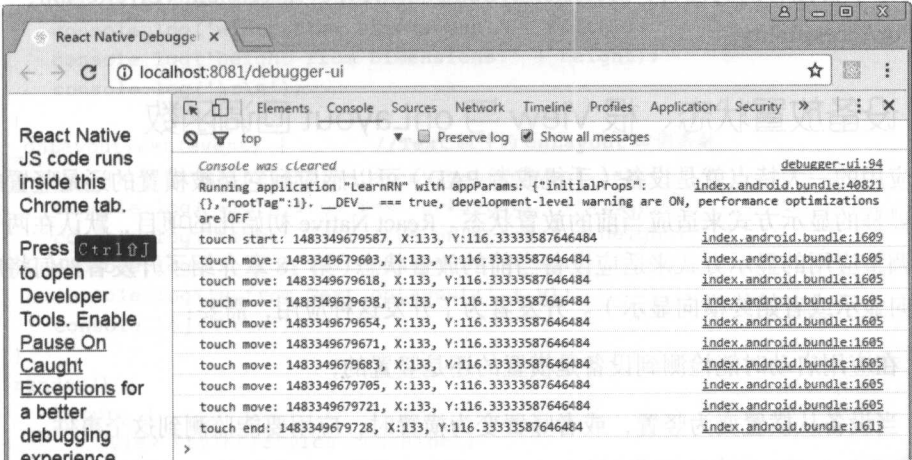 React Native Debugger
localhost:8081/debugger-ui
Elements Console Sources Network Timeline Profiles Application Security »
top Preserve log Show all messages
React Native
JS code runs
inside this
Chrome tab.
Press Ctrl⇧J
to open
Developer
Tools. Enable
Pause On
Caught
Exceptions for
a better
debugging
experience
Console was cleared debugger-ui:94
Running application "LearnRN" with appParams: {"initialProps": index.android.bundle:40821
{},"rootTag":1}. __DEV__ === true, development-level warning are ON, performance optimizations
are OFF
touch start: 1483349679587, X:133, Y:116.33333587646484 index.android.bundle:1609
touch move: 1483349679603, X:133, Y:116.33333587646484 index.android.bundle:1605
touch move: 1483349679618, X:133, Y:116.33333587646484 index.android.bundle:1605
touch move: 1483349679638, X:133, Y:116.33333587646484 index.android.bundle:1605
touch move: 1483349679654, X:133, Y:116.33333587646484 index.android.bundle:1605
touch move: 1483349679671, X:133, Y:116.33333587646484 index.android.bundle:1605
touch move: 1483349679683, X:133, Y:116.33333587646484 index.android.bundle:1605
touch move: 1483349679705, X:133, Y:116.33333587646484 index.android.bundle:1605
touch move: 1483349679721, X:133, Y:116.33333587646484 index.android.bundle:1605
touch end: 1483349679728, X:133, Y:116.33333587646484 index.android.bundle:1613